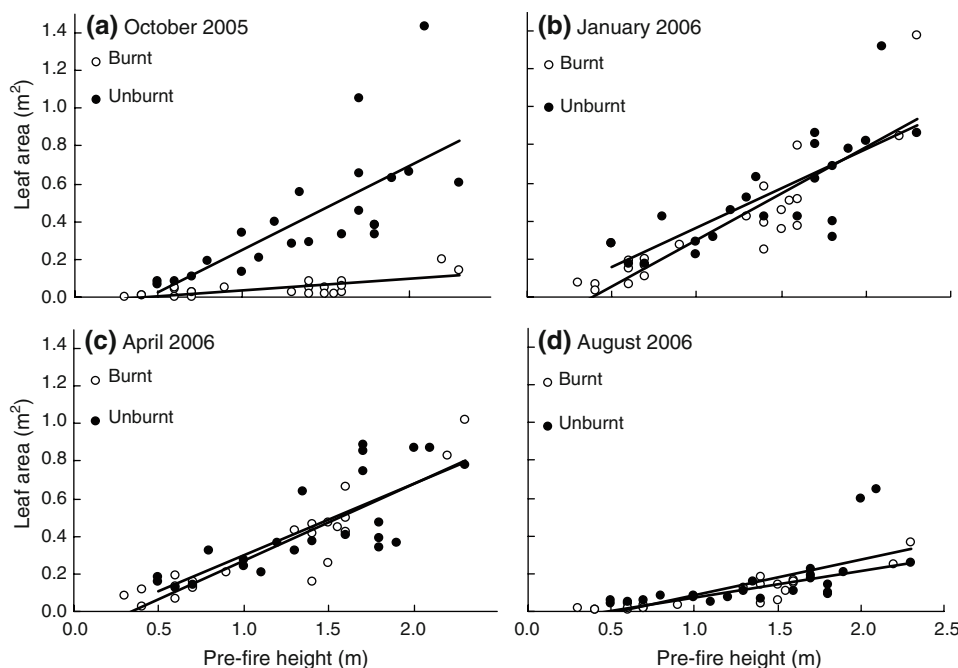 (a) October 2005
Burnt
Unburnt
Leaf area (m²)
1.4
1.2
1.0
0.8
0.6
0.4
0.2
0.0
(b) January 2006
Burnt
Unburnt
(c) April 2006
Burnt
Unburnt
Leaf area (m²)
1.4
1.2
1.0
0.8
0.6
0.4
0.2
0.0
0.0 0.5 1.0 1.5 2.0
Pre-fire height (m)
(d) August 2006
Burnt
Unburnt
0.0 0.5 1.0 1.5 2.0 2.5
Pre-fire height (m)